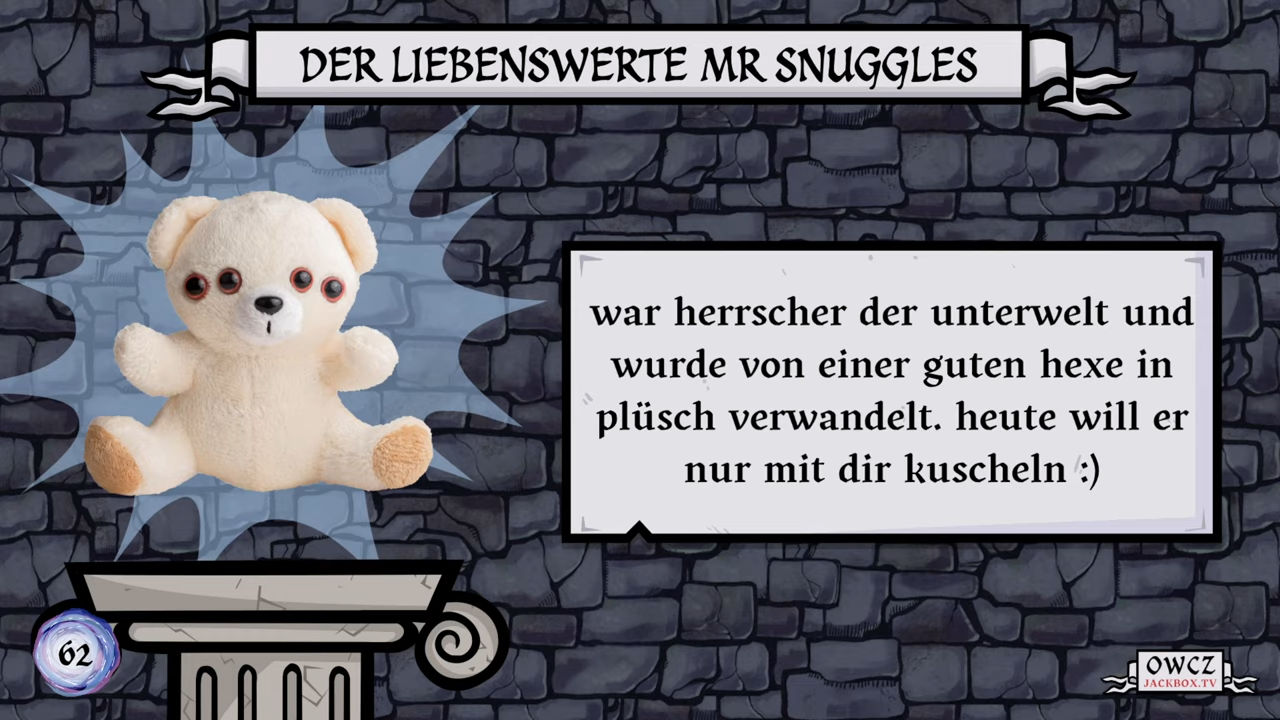 DER LIEBENSWERTE MR SNUGGLES
war herrscher der unterwelt und
wurde von einer guten hexe in
plüsch verwandelt. heute will er
nur mit dir kuscheln :)
62
OWCZ
JACKBOX.TV